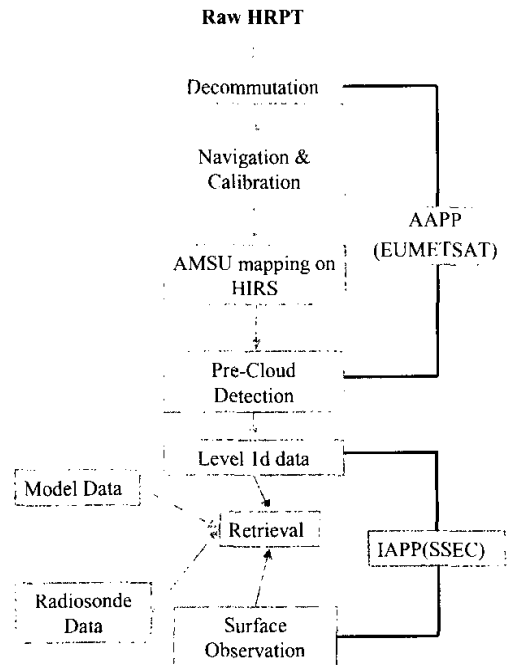 Raw HRPT
Decommutation
Navigation &
Calibration
AAPP
(EUMETSAT)
AMSU mapping on
HIRS
Pre-Cloud
Detection
Level 1d data
Model Data
Retrieval
IAPP(SSEC)
Radiosonde
Data
Surface
Observation